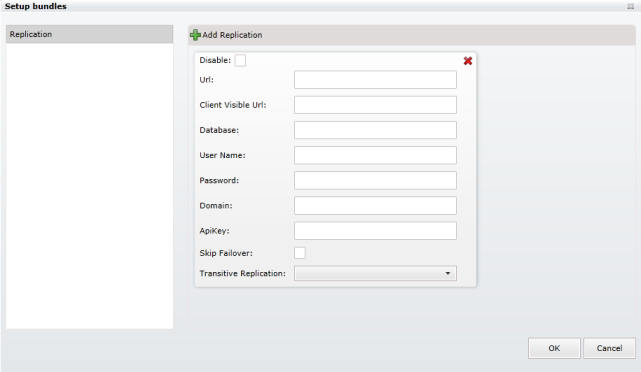 Setup bundles
Replication
Add Replication
Disable:
Url:
Client Visible Url:
Database:
User Name:
Password:
Domain:
ApiKey:
Skip Failover:
Transitive Replication:
OK
Cancel